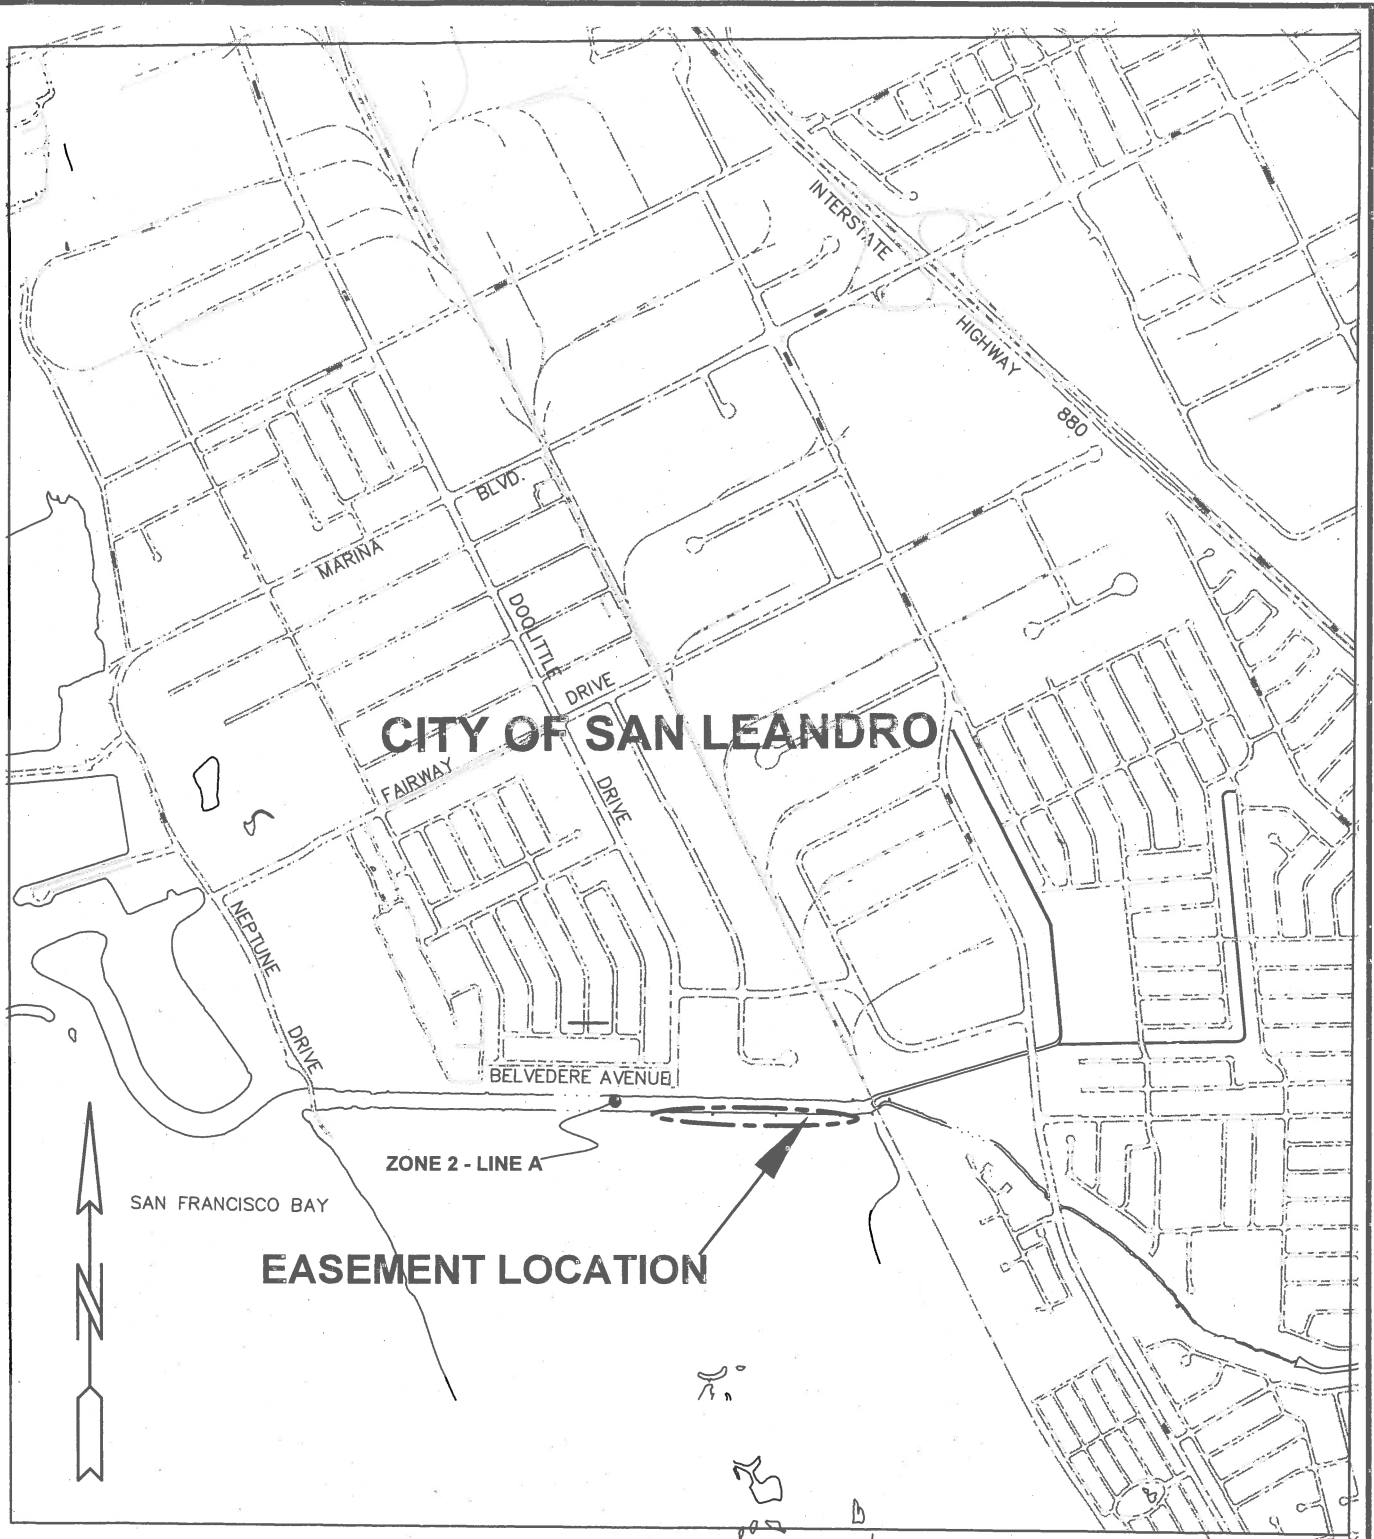 INTERSTATE
HIGHWAY
880
BLVD.
MARINA
DOOLITTLE
DRIVE
CITY OF SAN LEANDRO
FAIRWAY
DRIVE
NEPTUNE
DRIVE
BELVEDERE AVENUE
ZONE 2 - LINE A
SAN FRANCISCO BAY
EASEMENT LOCATION
N